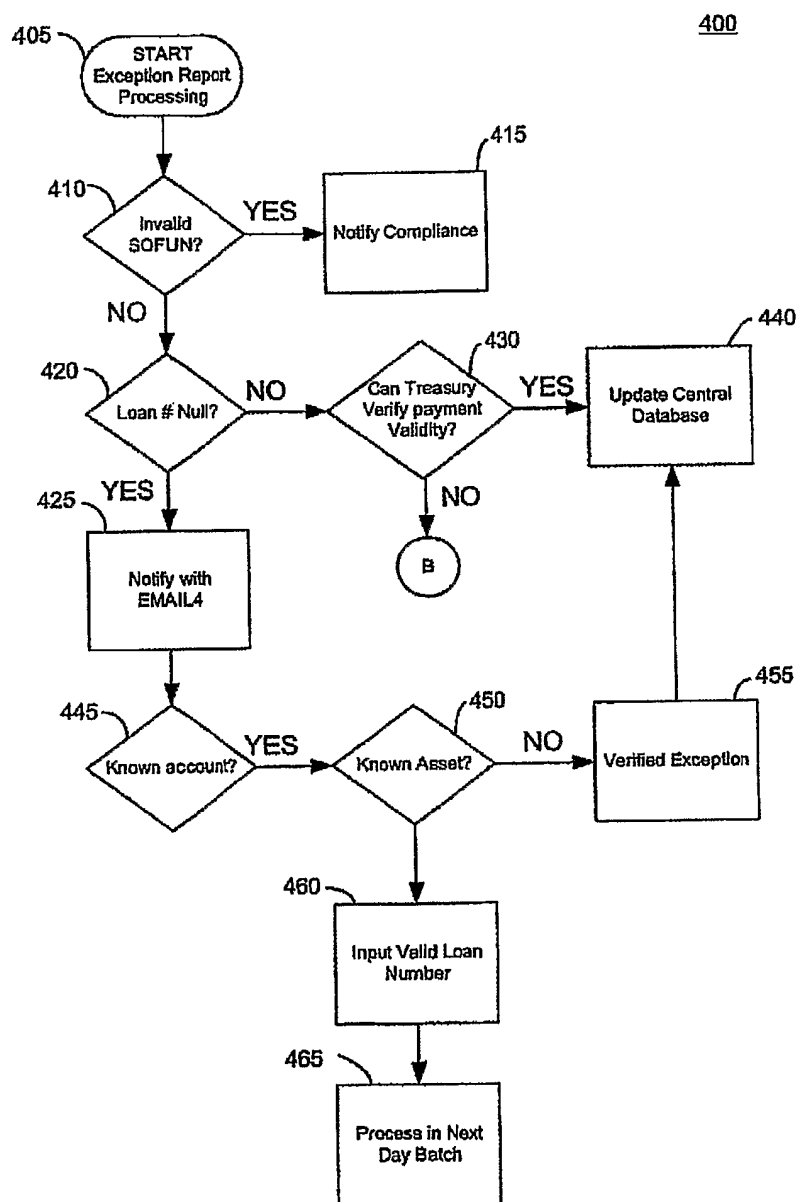 400
405
START
Exception Report
Processing
415
410
Invalid
SOFUN?
YES
Notify Compliance
NO
440
430
420
Loan # Null?
NO
Can Treasury
Verify payment
Validity?
YES
Update Central
Database
YES
NO
425
Notify with
EMAIL4
B
455
445
450
Known account?
YES
Known Asset?
NO
Verified Exception
460
Input Valid Loan
Number
465
Process in Next
Day Batch